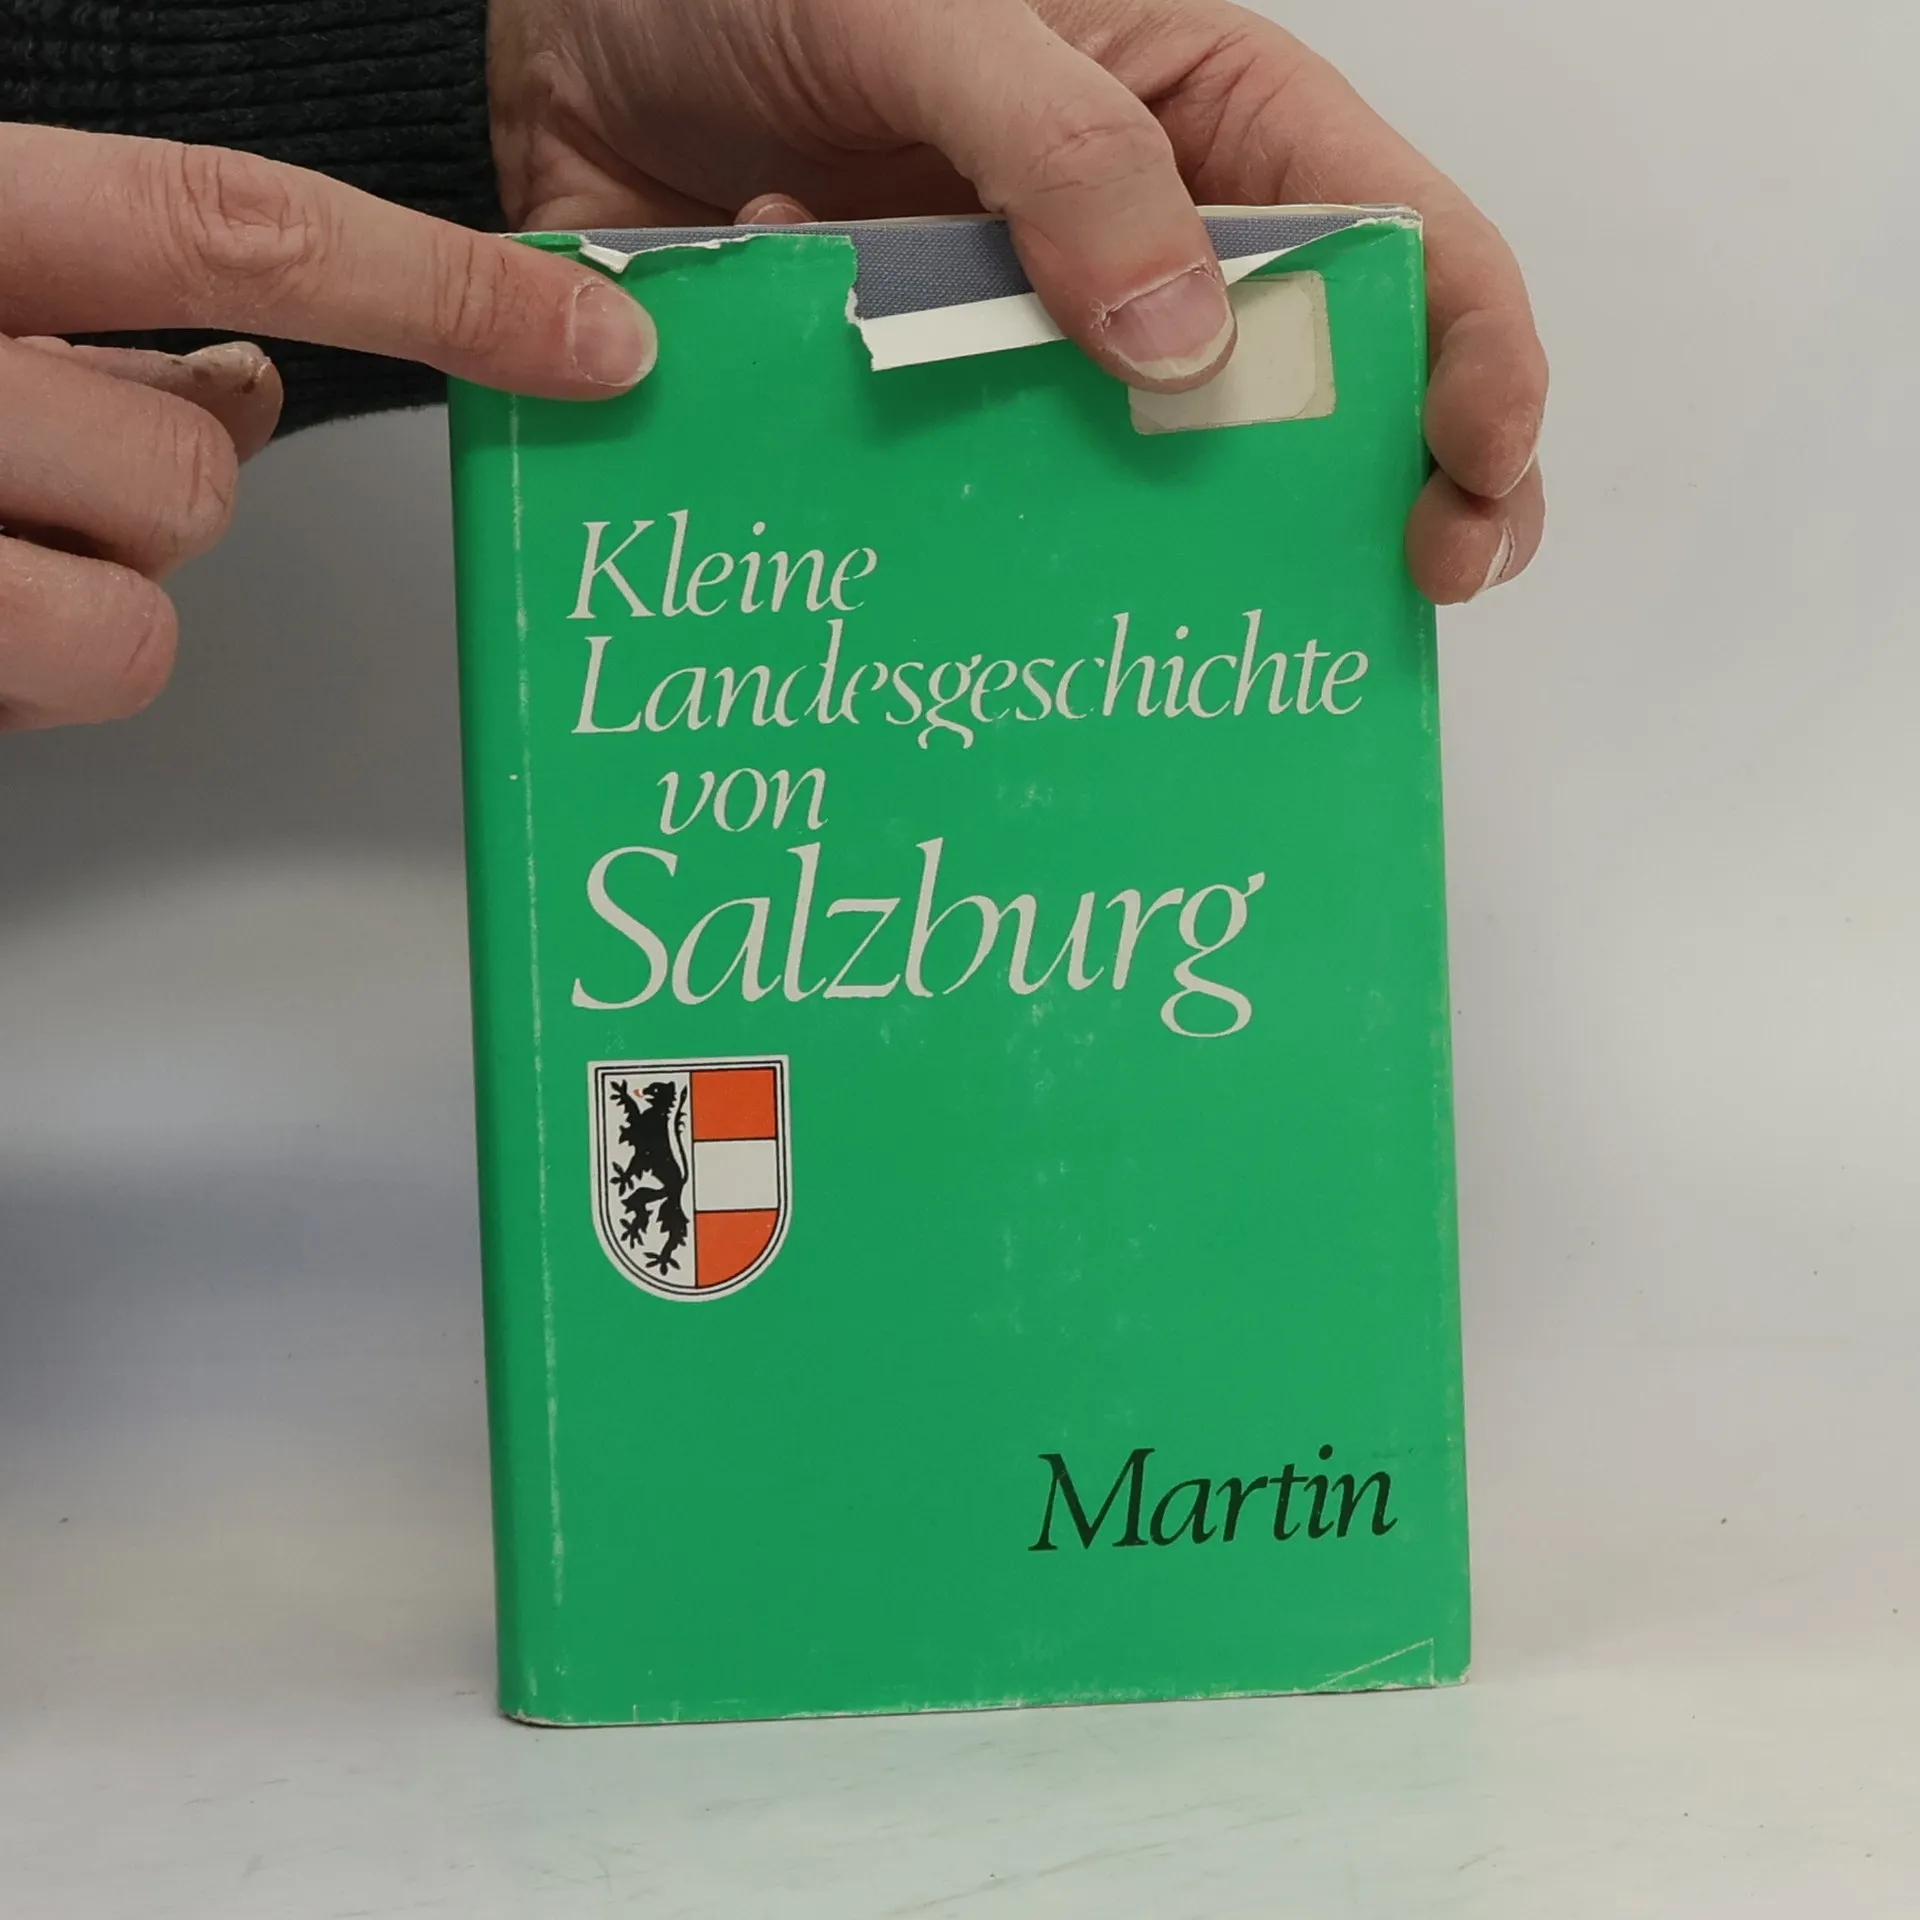 Kleine
Landesgeschichte
von
Salzburg
Martin